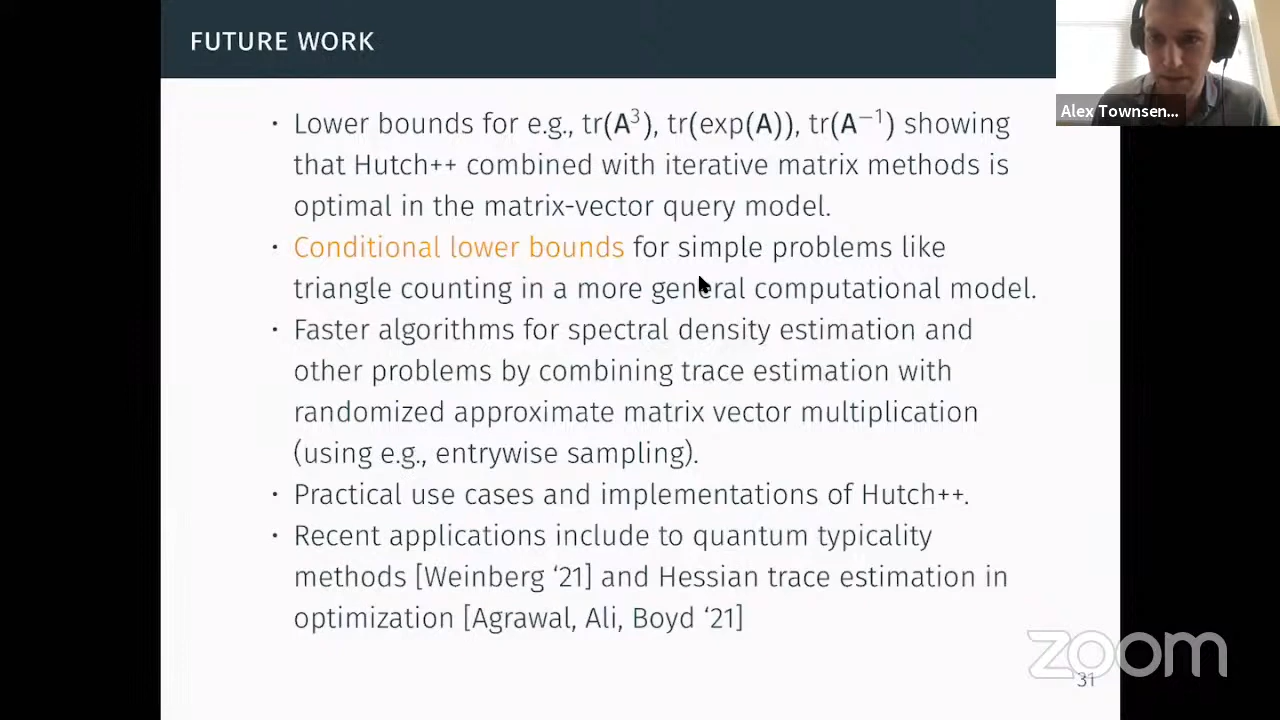 FUTURE WORK
Alex Townsen...
· Lower bounds for e.g., tr(A³), tr(exp(A)), tr(A⁻¹) showing
that Hutch++ combined with iterative matrix methods is
optimal in the matrix-vector query model.
· Conditional lower bounds for simple problems like
triangle counting in a more general computational model.
· Faster algorithms for spectral density estimation and
other problems by combining trace estimation with
randomized approximate matrix vector multiplication
(using e.g., entrywise sampling).
· Practical use cases and implementations of Hutch++.
· Recent applications include to quantum typicality
methods [Weinberg ‘21] and Hessian trace estimation in
optimization [Agrawal, Ali, Boyd ‘21]
zoom
31